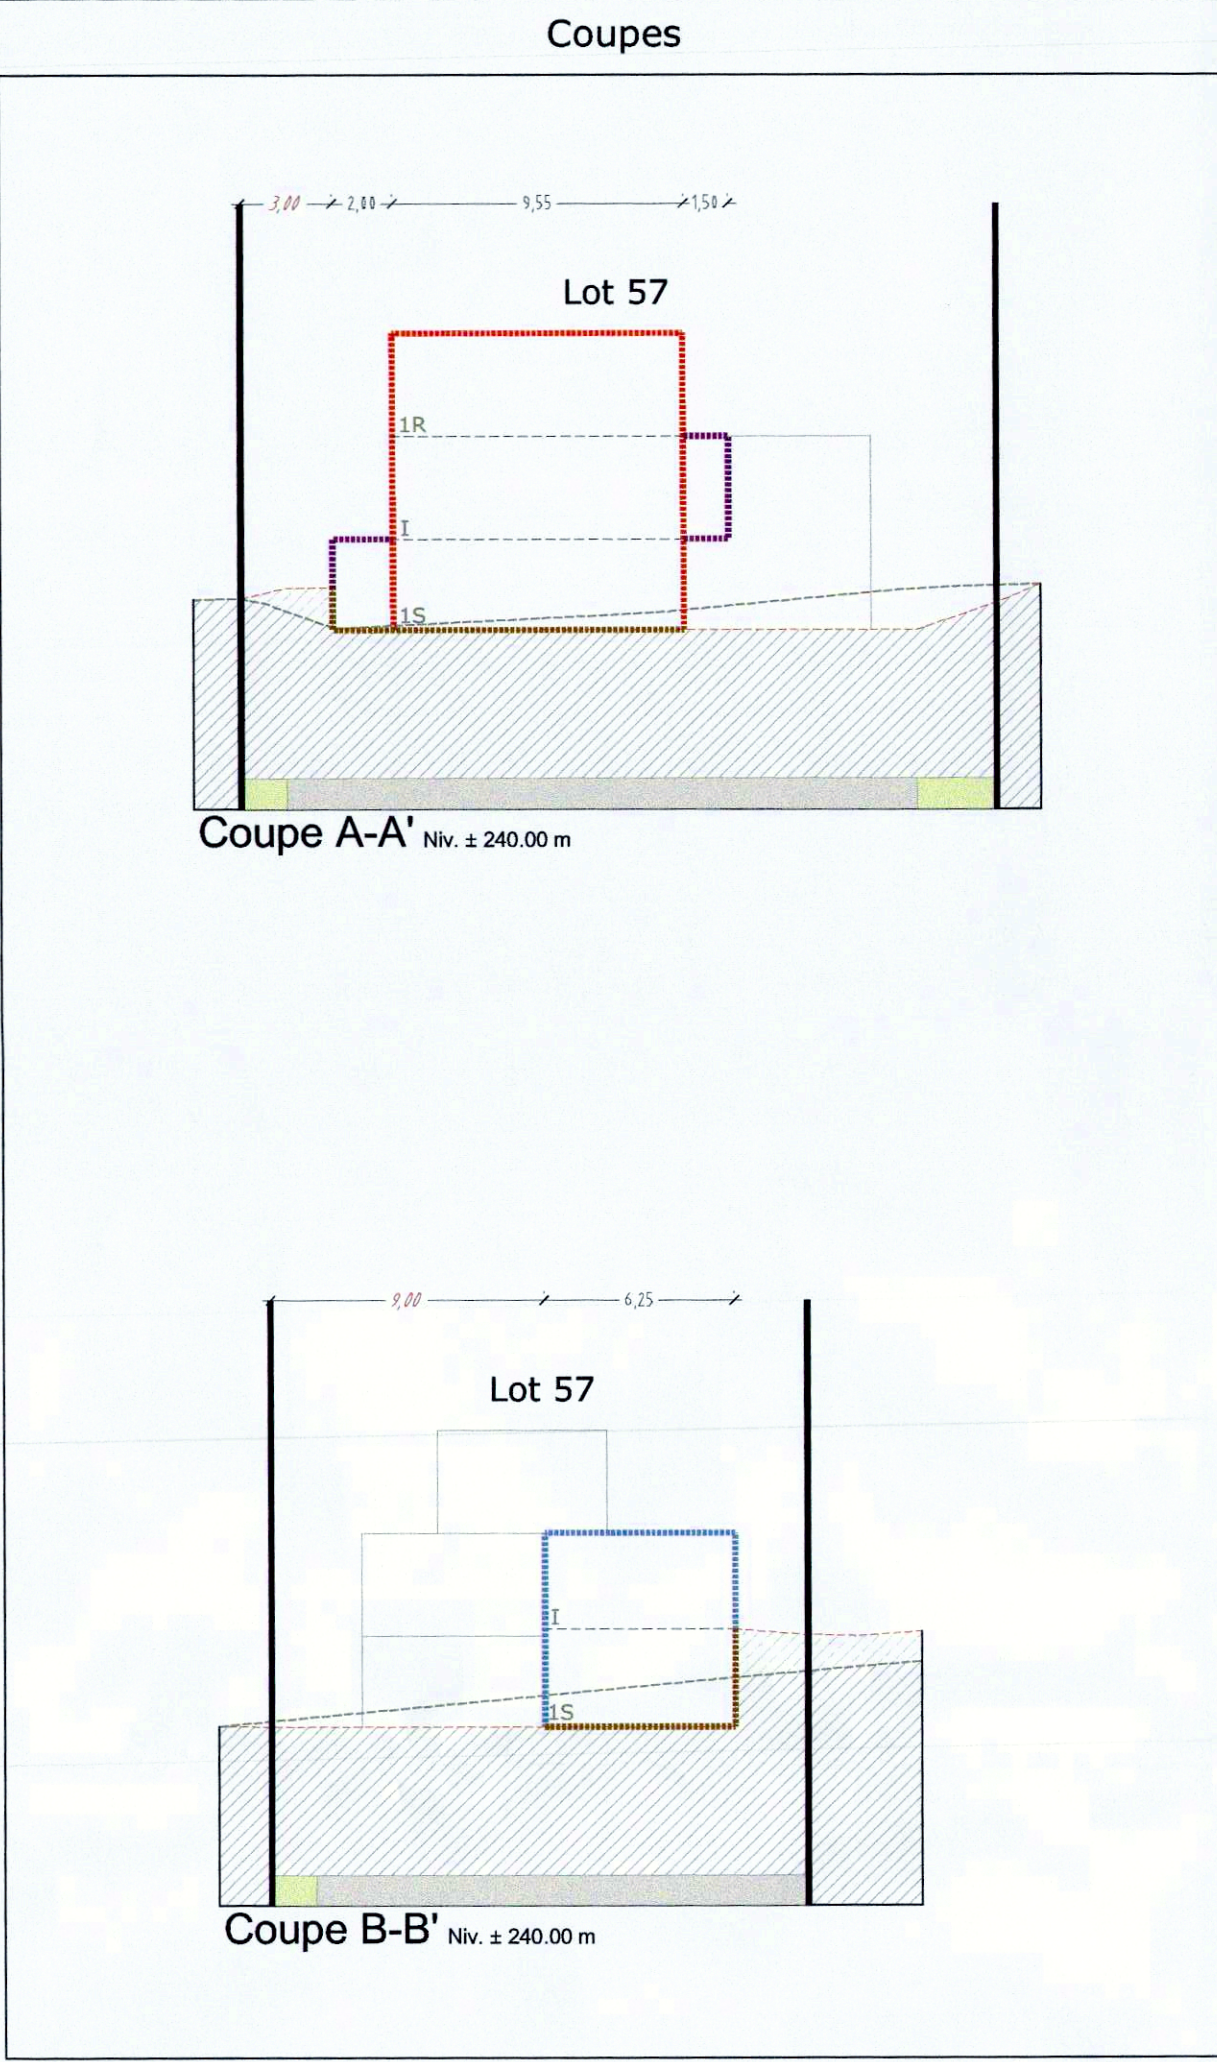 Coupes
3,00 2,00 9,55 1,50
Lot 57
1R
I
1S
Coupe A-A' Niv. ± 240.00 m
9,00 6,25
Lot 57
I
1S
Coupe B-B' Niv. ± 240.00 m